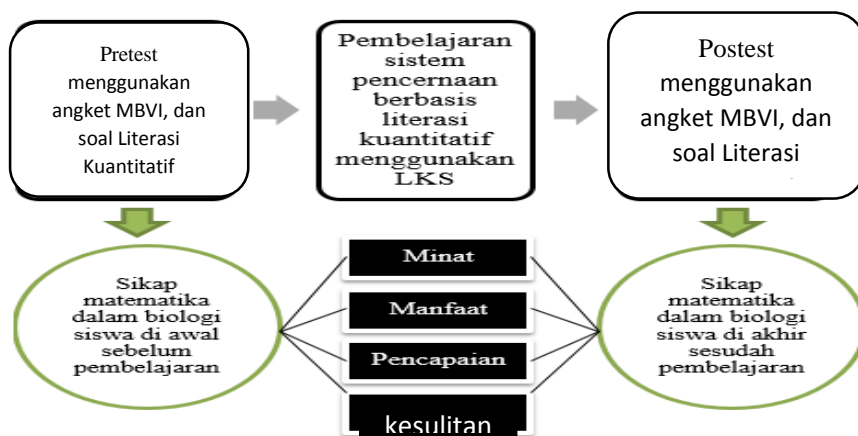 Pretest
menggunakan
angket MBVI, dan
soal Literasi
Kuantitatif
Pembelajaran
sistem
pencernaan
berbasis
literasi
kuantitatif
menggunakan
LKS
Postest
menggunakan
angket MBVI, dan
soal Literasi
Sikap
matematika
dalam biologi
siswa di awal
sebelum
pembelajaran
Minat
Manfaat
Pencapaian
kesulitan
Sikap
matematika
dalam biologi
siswa di akhir
sesudah
pembelajaran